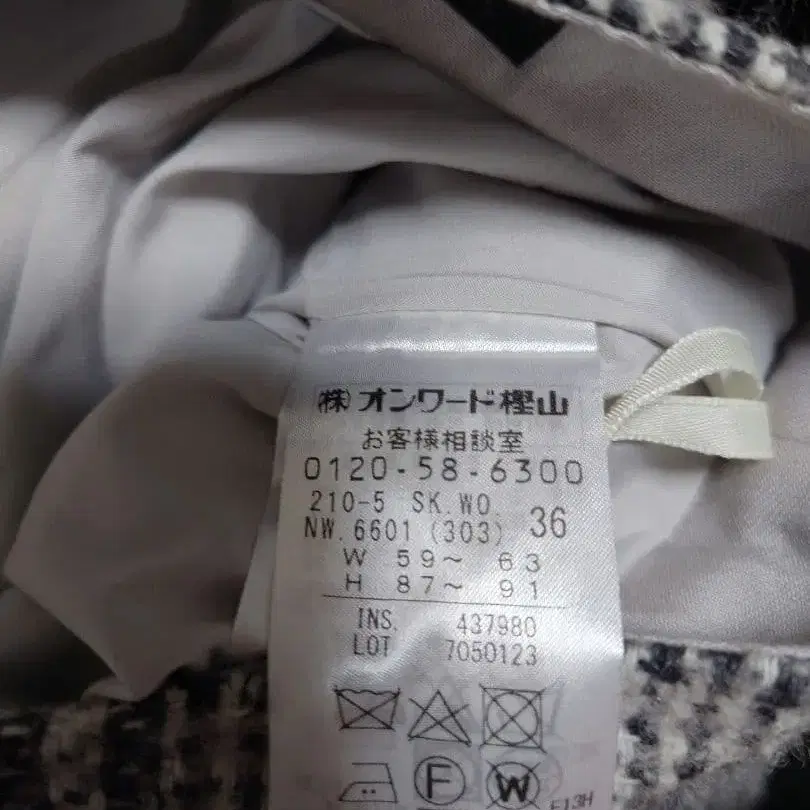 (株)オンワード樫山
お客様相談室
0120-58-6300
210-5 SK.WO.
NW.6601(303) 36
W 59〜 63
H 87〜 91
INS. 437980
LOT 7050123
F
W
F13H